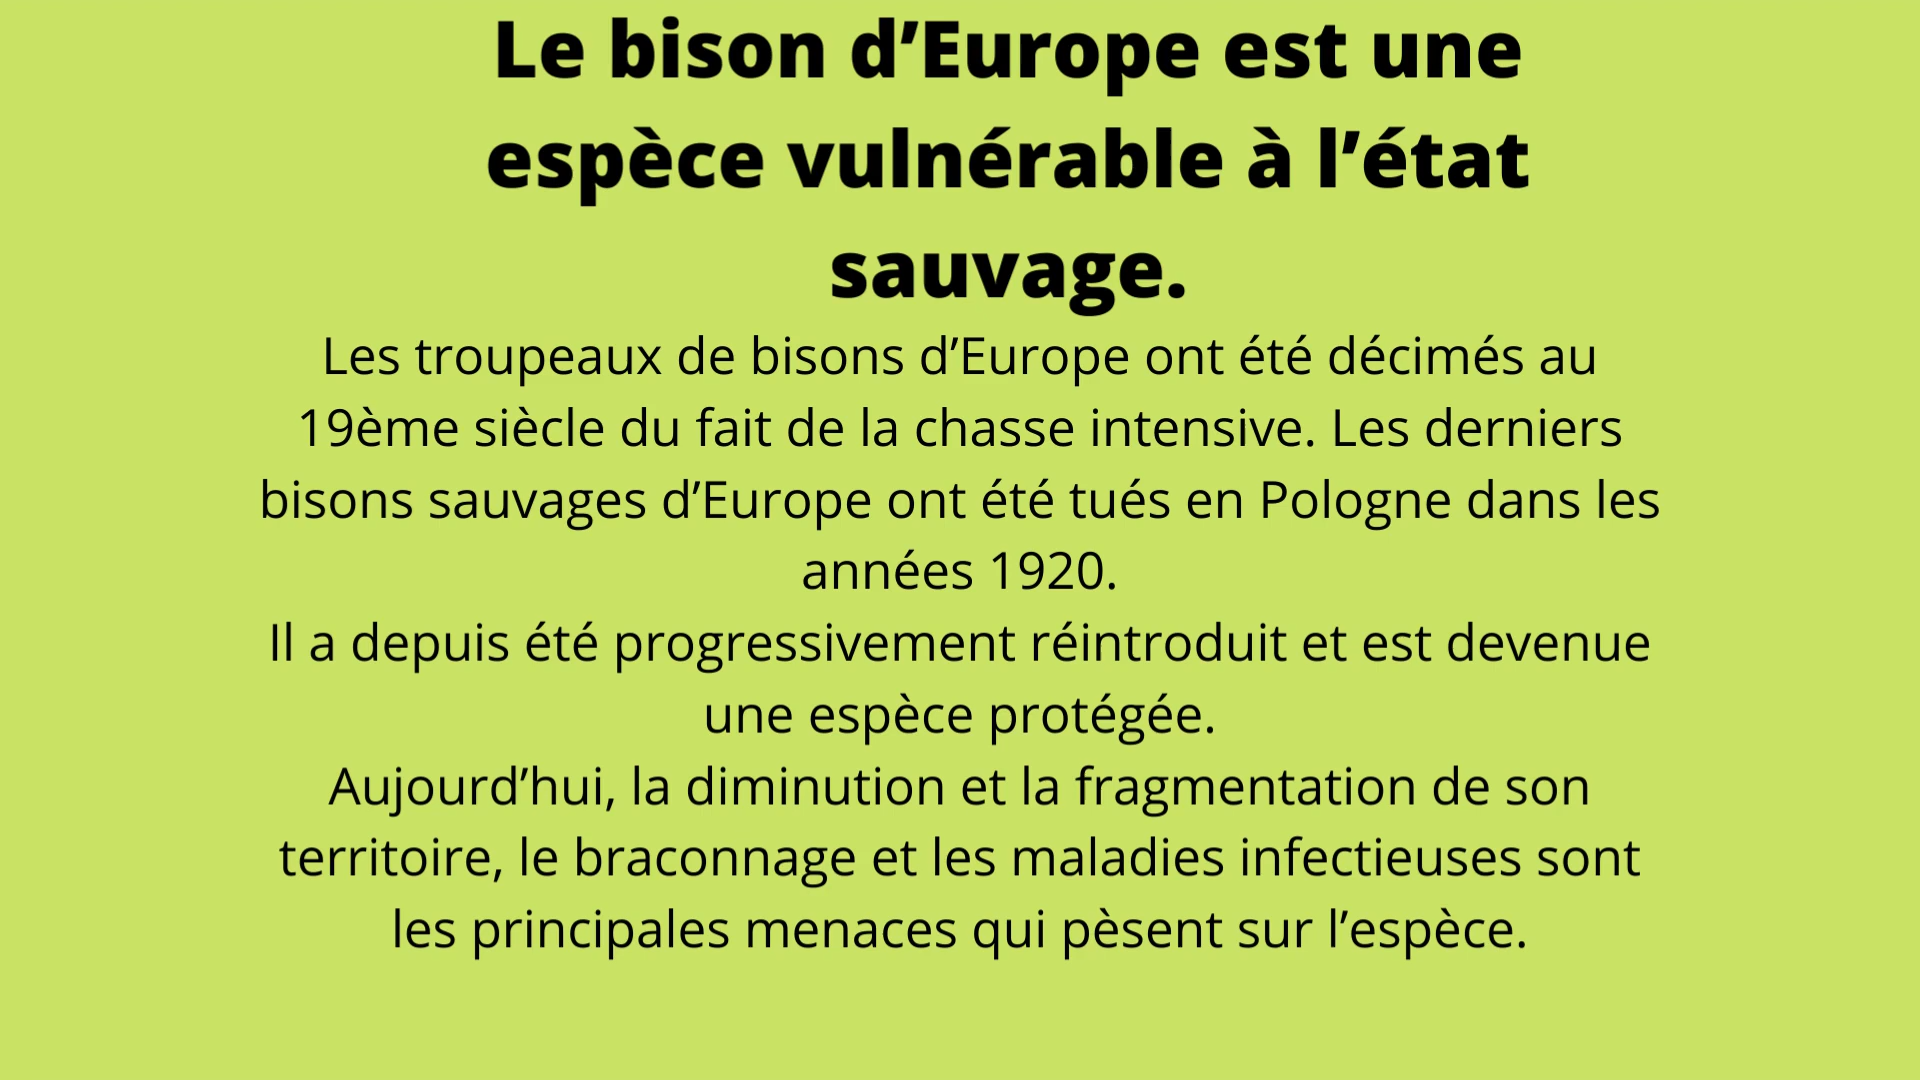 Le bison d’Europe est une
espèce vulnérable à l’état
sauvage.
Les troupeaux de bisons d’Europe ont été décimés au
19ème siècle du fait de la chasse intensive. Les derniers
bisons sauvages d’Europe ont été tués en Pologne dans les
années 1920.
Il a depuis été progressivement réintroduit et est devenue
une espèce protégée.
Aujourd’hui, la diminution et la fragmentation de son
territoire, le braconnage et les maladies infectieuses sont
les principales menaces qui pèsent sur l’espèce.